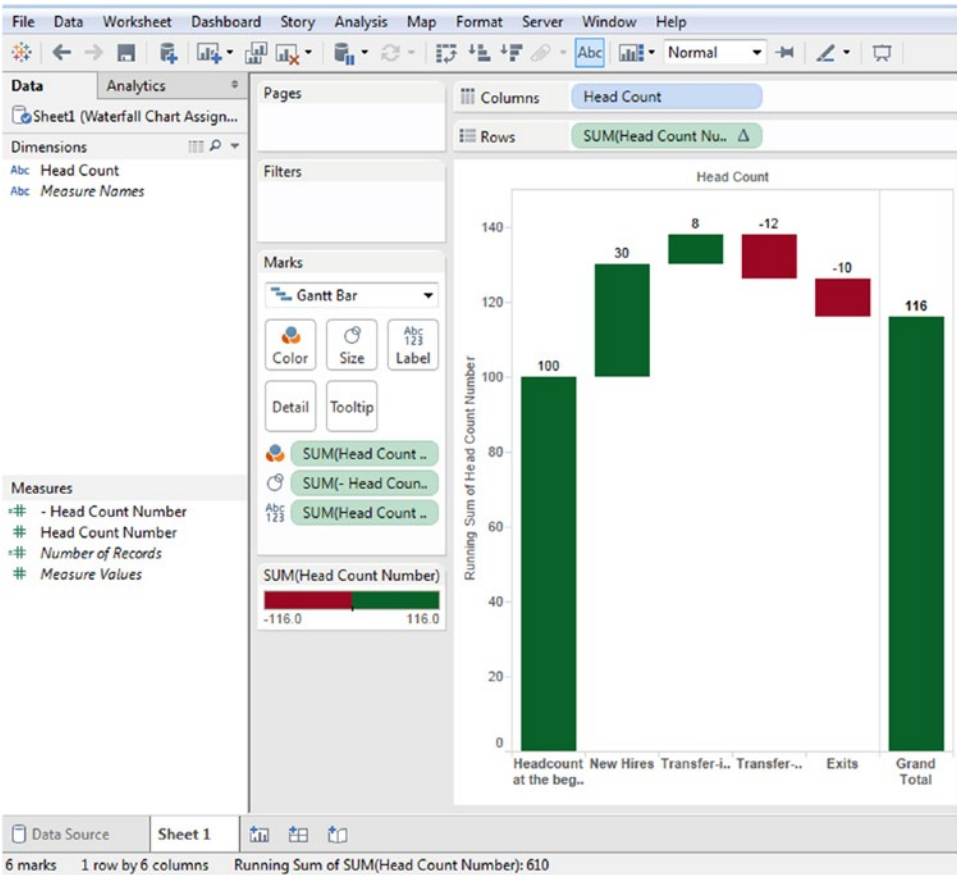 File Data Worksheet Dashboard Story Analysis Map Format Server Window Help
Abc Normal
Data Analytics
Sheet1 (Waterfall Chart Assign...
Dimensions
Abc Head Count
Abc Measure Names
Measures
=# - Head Count Number
# Head Count Number
=# Number of Records
# Measure Values
Pages
Filters
Marks
Gantt Bar
Color Size Abc 123 Label
Detail Tooltip
SUM(Head Count ..
SUM(- Head Coun..
Abc 123 SUM(Head Count ..
SUM(Head Count Number)
-116.0 116.0
Columns Head Count
Rows SUM(Head Count Nu.. Δ
Head Count
Running Sum of Head Count Number
140
120
100
80
60
40
20
0
100
30
8
-12
-10
116
Headcount at the beg..
New Hires
Transfer-i..
Transfer-..
Exits
Grand Total
Data Source Sheet 1
6 marks 1 row by 6 columns Running Sum of SUM(Head Count Number): 610